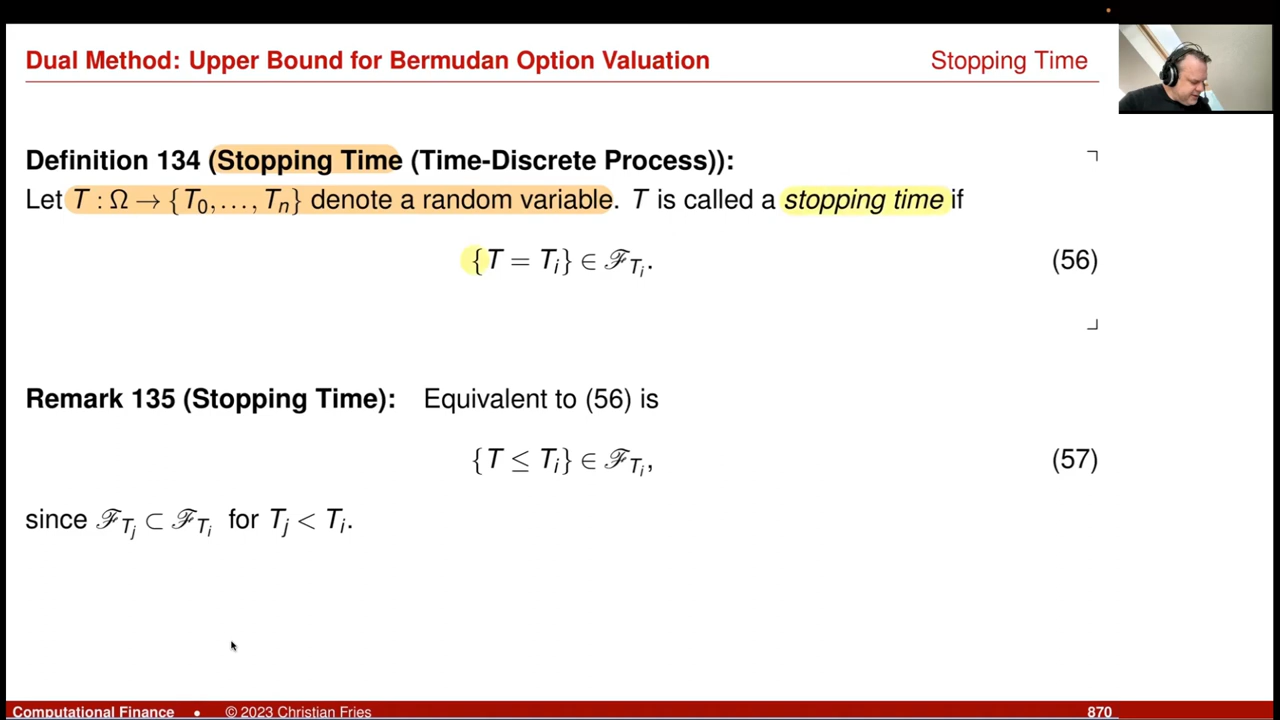 Dual Method: Upper Bound for Bermudan Option Valuation Stopping Time
Definition 134 (Stopping Time (Time-Discrete Process)):
Let T : Ω → {T₀,…, Tₙ} denote a random variable. T is called a stopping time if
{T = Tᵢ} ∈ ℱ_{Tᵢ}. (56)
Remark 135 (Stopping Time): Equivalent to (56) is
{T ≤ Tᵢ} ∈ ℱ_{Tᵢ}, (57)
since ℱ_{Tⱼ} ⊂ ℱ_{Tᵢ} for Tⱼ < Tᵢ.
Computational Finance • © 2023 Christian Fries 870